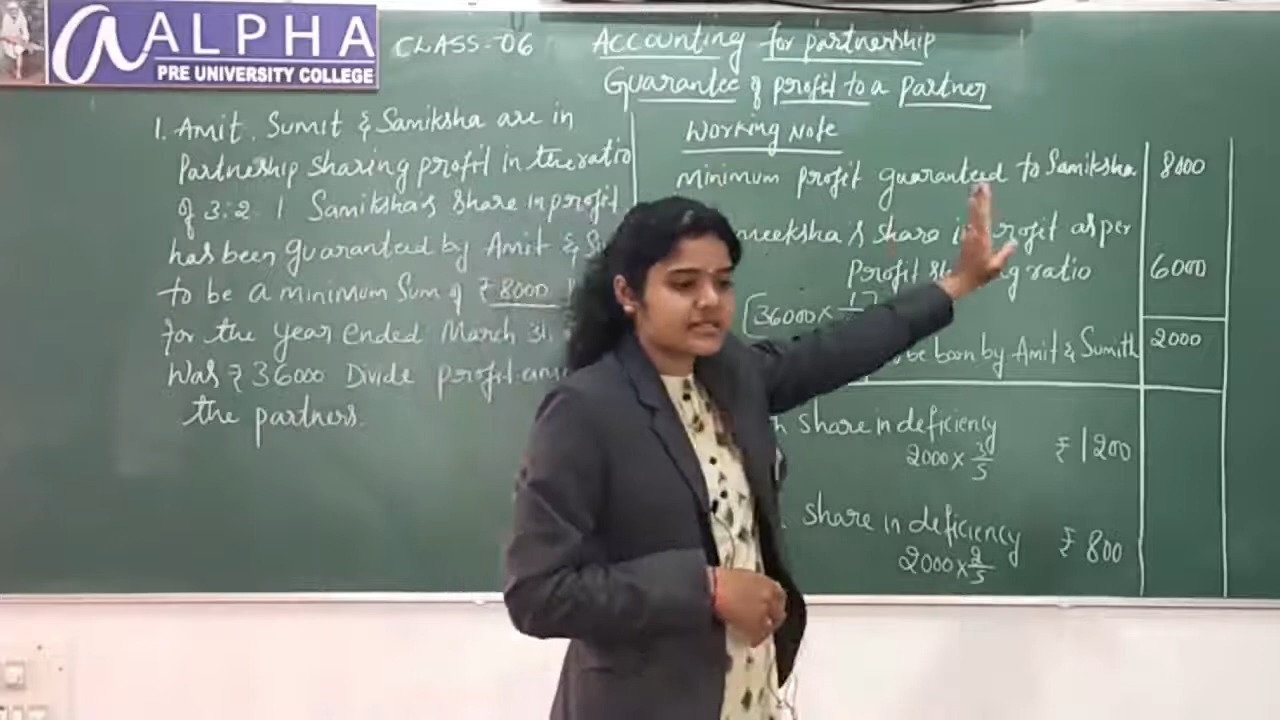 ALPHA
PRE UNIVERSITY COLLEGE
CLASS-06
Accounting for partnership
Guarantee of profit to a partner
1. Amit, Sumit & Samiksha are in
Partnership sharing profit in the ratio
of 3:2:1 Samiksha's share in profit
has been guaranteed by Amit &
to be a minimum sum of ₹ 8000
for the year ended March 31
was ₹ 36000 Divide profit
the partners.
Working Note
Minimum profit guaranteed to Samiksha 8000
share in profit as per
Profit ratio 6000
[36000 ×
be born by Amit & Sumith 2000
share in deficiency
2000 × 3/5 ₹ 1200
share in deficiency
2000 × 2/5 ₹ 800